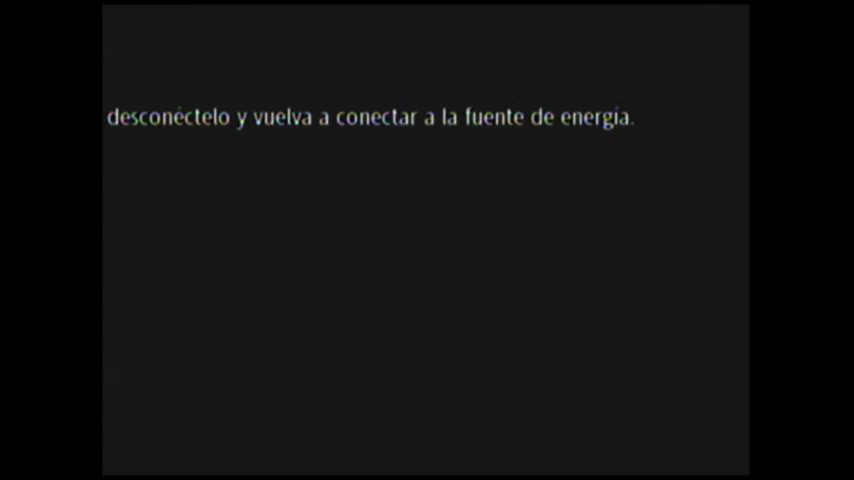 desconéctelo y vuelva a conectar a la fuente de energía.